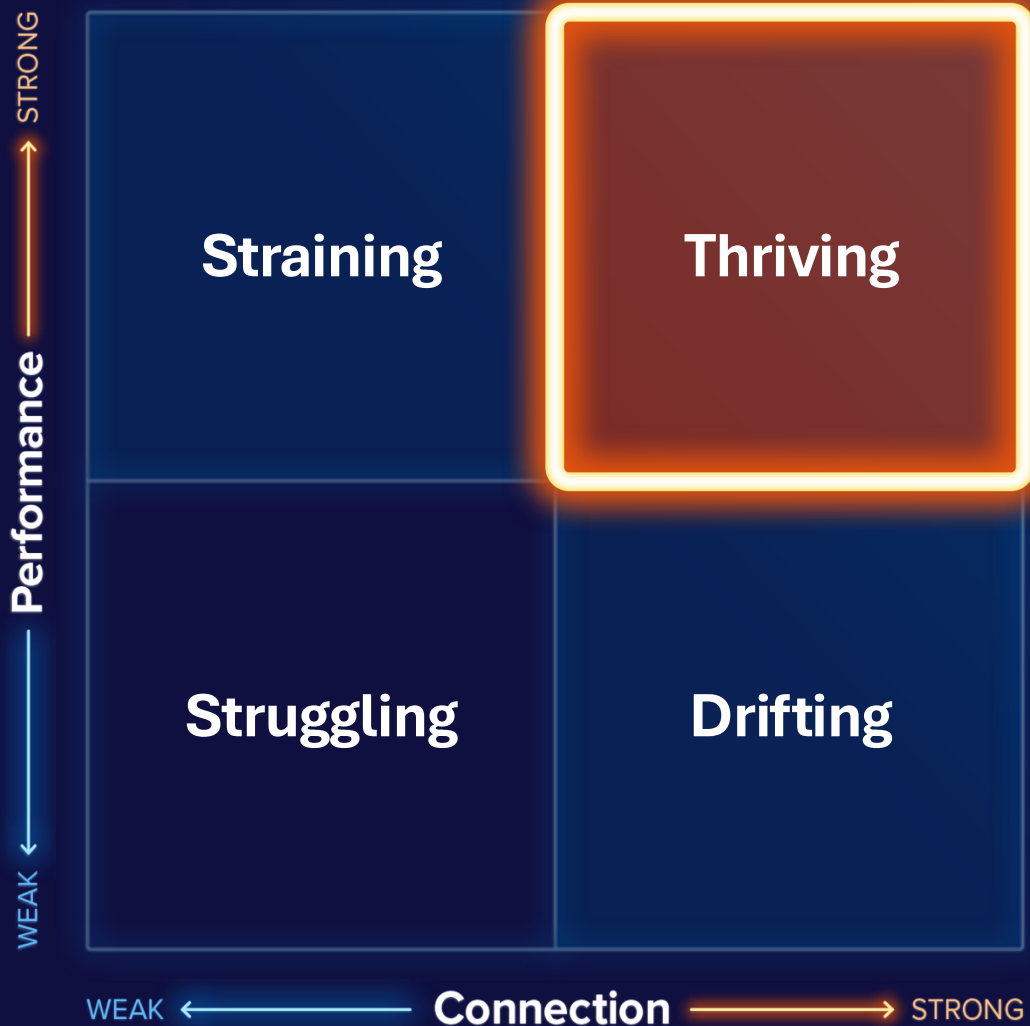 STRONG
Performance
WEAK
Straining
Thriving
Struggling
Drifting
WEAK
Connection
STRONG